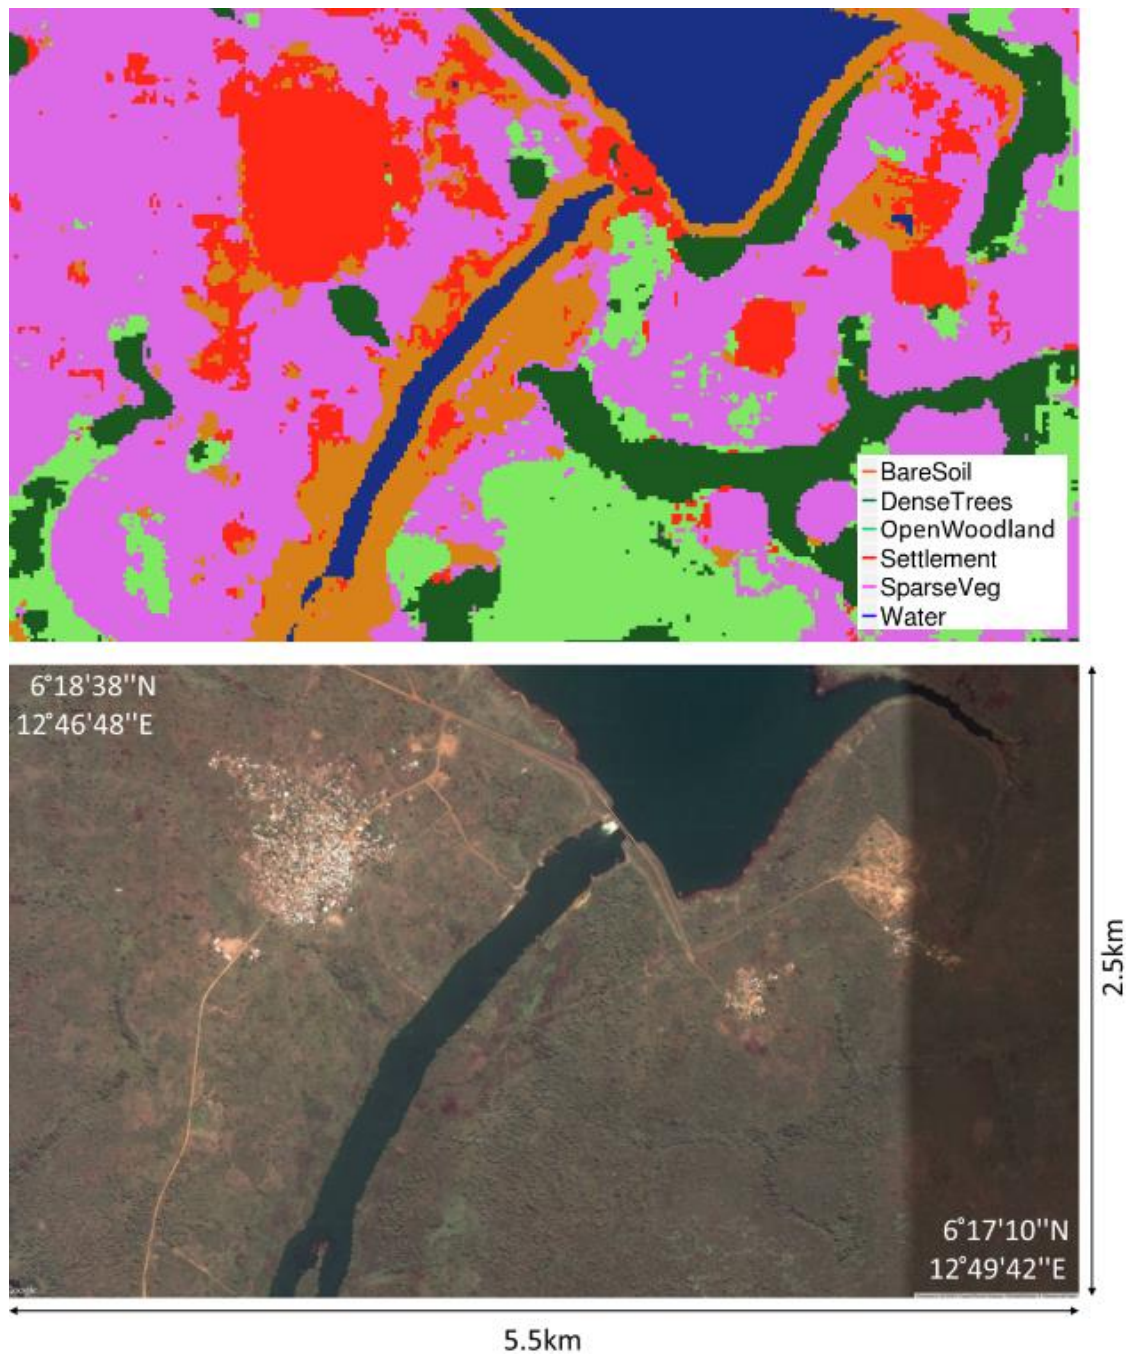 BareSoil
DenseTrees
OpenWoodland
Settlement
SparseVeg
Water
6°18'38''N
12°46'48''E
6°17'10''N
12°49'42''E
2.5km
5.5km